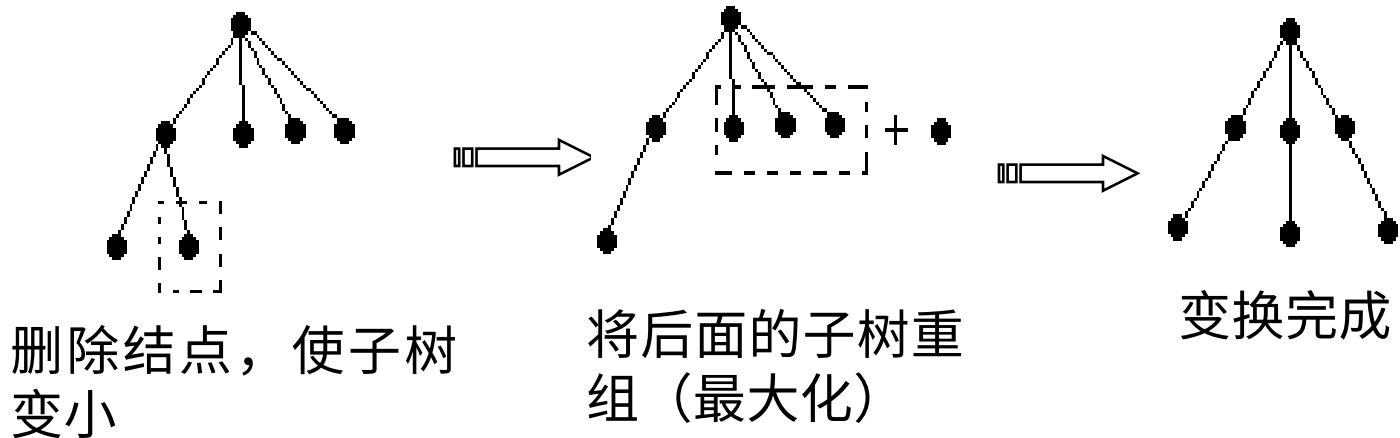 删除结点，使子树
变小
将后面的子树重
组（最大化）
变换完成